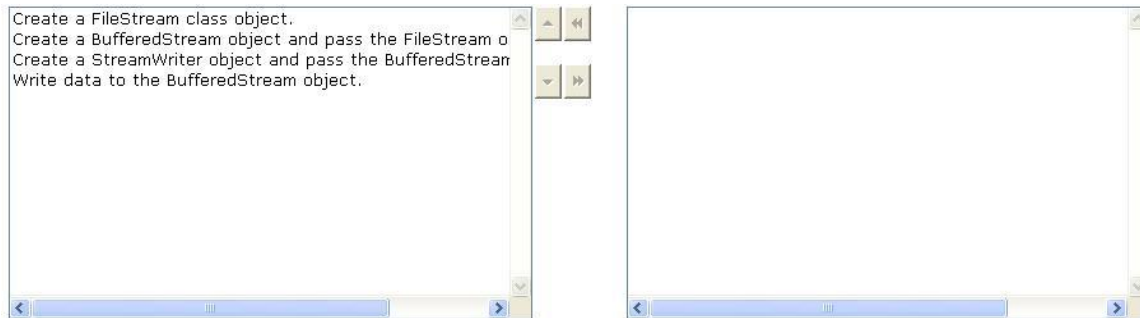 Create a FileStream class object.
Create a BufferedStream object and pass the FileStream o
Create a StreamWriter object and pass the BufferedStream
Write data to the BufferedStream object.